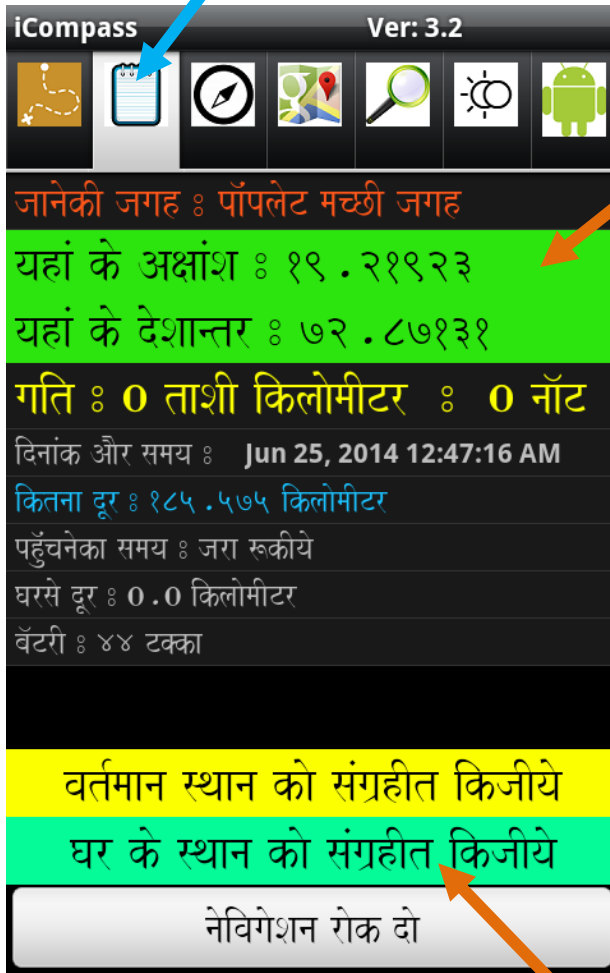 iCompass Ver: 3.2
जानेकी जगह : पॉपलेट मच्छी जगह
यहां के अक्षांश : १९.२१९२३
यहां के देशान्तर : ७२.८७१३१
गति : 0 ताशी किलोमीटर : 0 नॉट
दिनांक और समय : Jun 25, 2014 12:47:16 AM
कितना दूर : १८५.५७५ किलोमीटर
पहुँचनेका समय : जरा रूकीये
घरसे दूर : 0.0 किलोमीटर
बॅटरी : ४४ टक्का
वर्तमान स्थान को संग्रहीत किजीये
घर के स्थान को संग्रहीत किजीये
नेविगेशन रोक दो